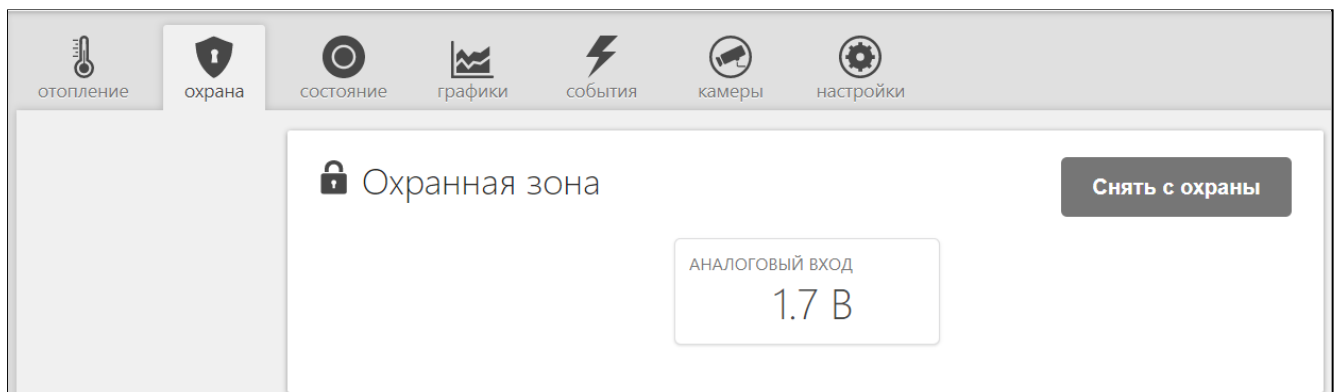 отопление
охрана
состояние
графики
события
камеры
настройки
Охранная зона
Снять с охраны
АНАЛОГОВЫЙ ВХОД
1.7 В